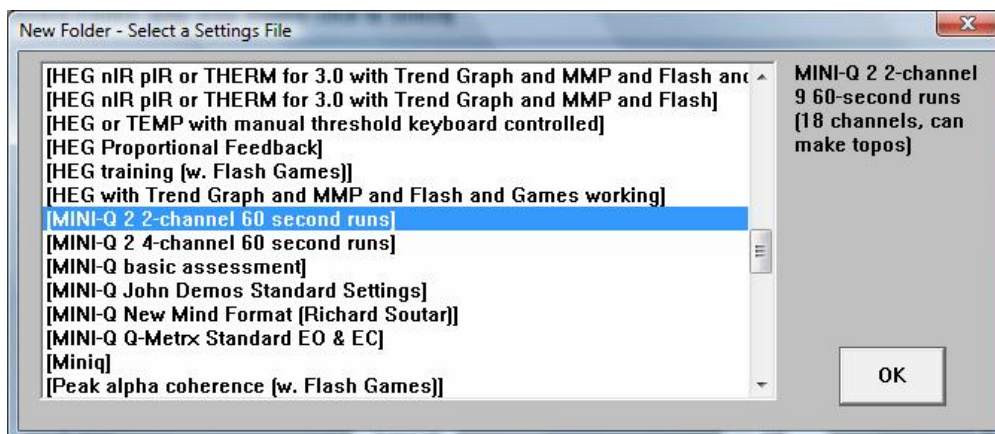 New Folder - Select a Settings File
[HEG nIR pIR or THERM for 3.0 with Trend Graph and MMP and Flash and
[HEG nIR pIR or THERM for 3.0 with Trend Graph and MMP and Flash]
[HEG or TEMP with manual threshold keyboard controlled]
[HEG Proportional Feedback]
[HEG training (w. Flash Games)]
[HEG with Trend Graph and MMP and Flash and Games working]
[MINI-Q 2 2-channel 60 second runs]
[MINI-Q 2 4-channel 60 second runs]
[MINI-Q basic assessment]
[MINI-Q John Demos Standard Settings]
[MINI-Q New Mind Format (Richard Soutar)]
[MINI-Q Q-Metrx Standard EO & EC]
[Miniq]
[Peak alpha coherence (w. Flash Games)]
MINI-Q 2 2-channel
9 60-second runs
(18 channels, can
make topos)
OK